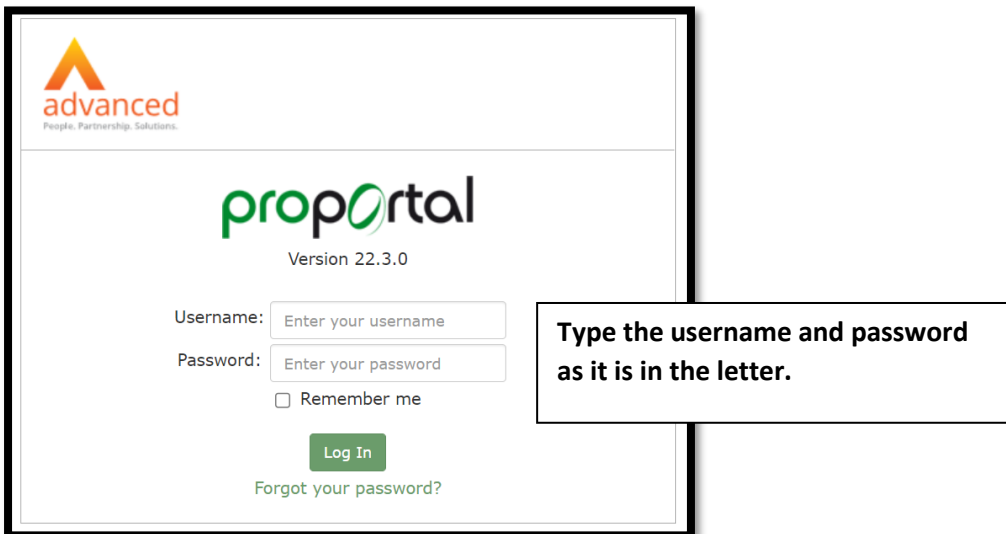 advanced
People. Partnership. Solutions.
proportal
Version 22.3.0
Username: Enter your username
Password: Enter your password
Remember me
Log In
Forgot your password?
Type the username and password
as it is in the letter.